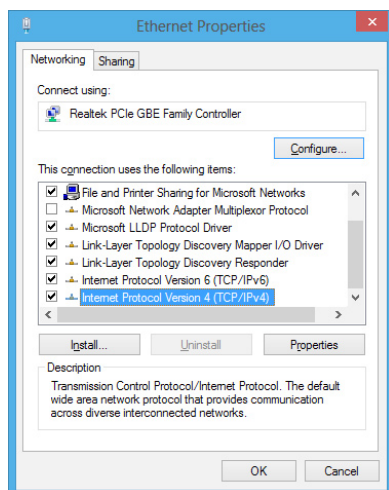 Ethernet Properties
Networking
Sharing
Connect using:
Realtek PCIe GBE Family Controller
Configure...
This connection uses the following items:
File and Printer Sharing for Microsoft Networks
Microsoft Network Adapter Multiplexor Protocol
Microsoft LLDP Protocol Driver
Link-Layer Topology Discovery Mapper I/O Driver
Link-Layer Topology Discovery Responder
Internet Protocol Version 6 (TCP/IPv6)
Internet Protocol Version 4 (TCP/IPv4)
Install...
Uninstall
Properties
Description
Transmission Control Protocol/Internet Protocol. The default
wide area network protocol that provides communication
across diverse interconnected networks.
OK
Cancel